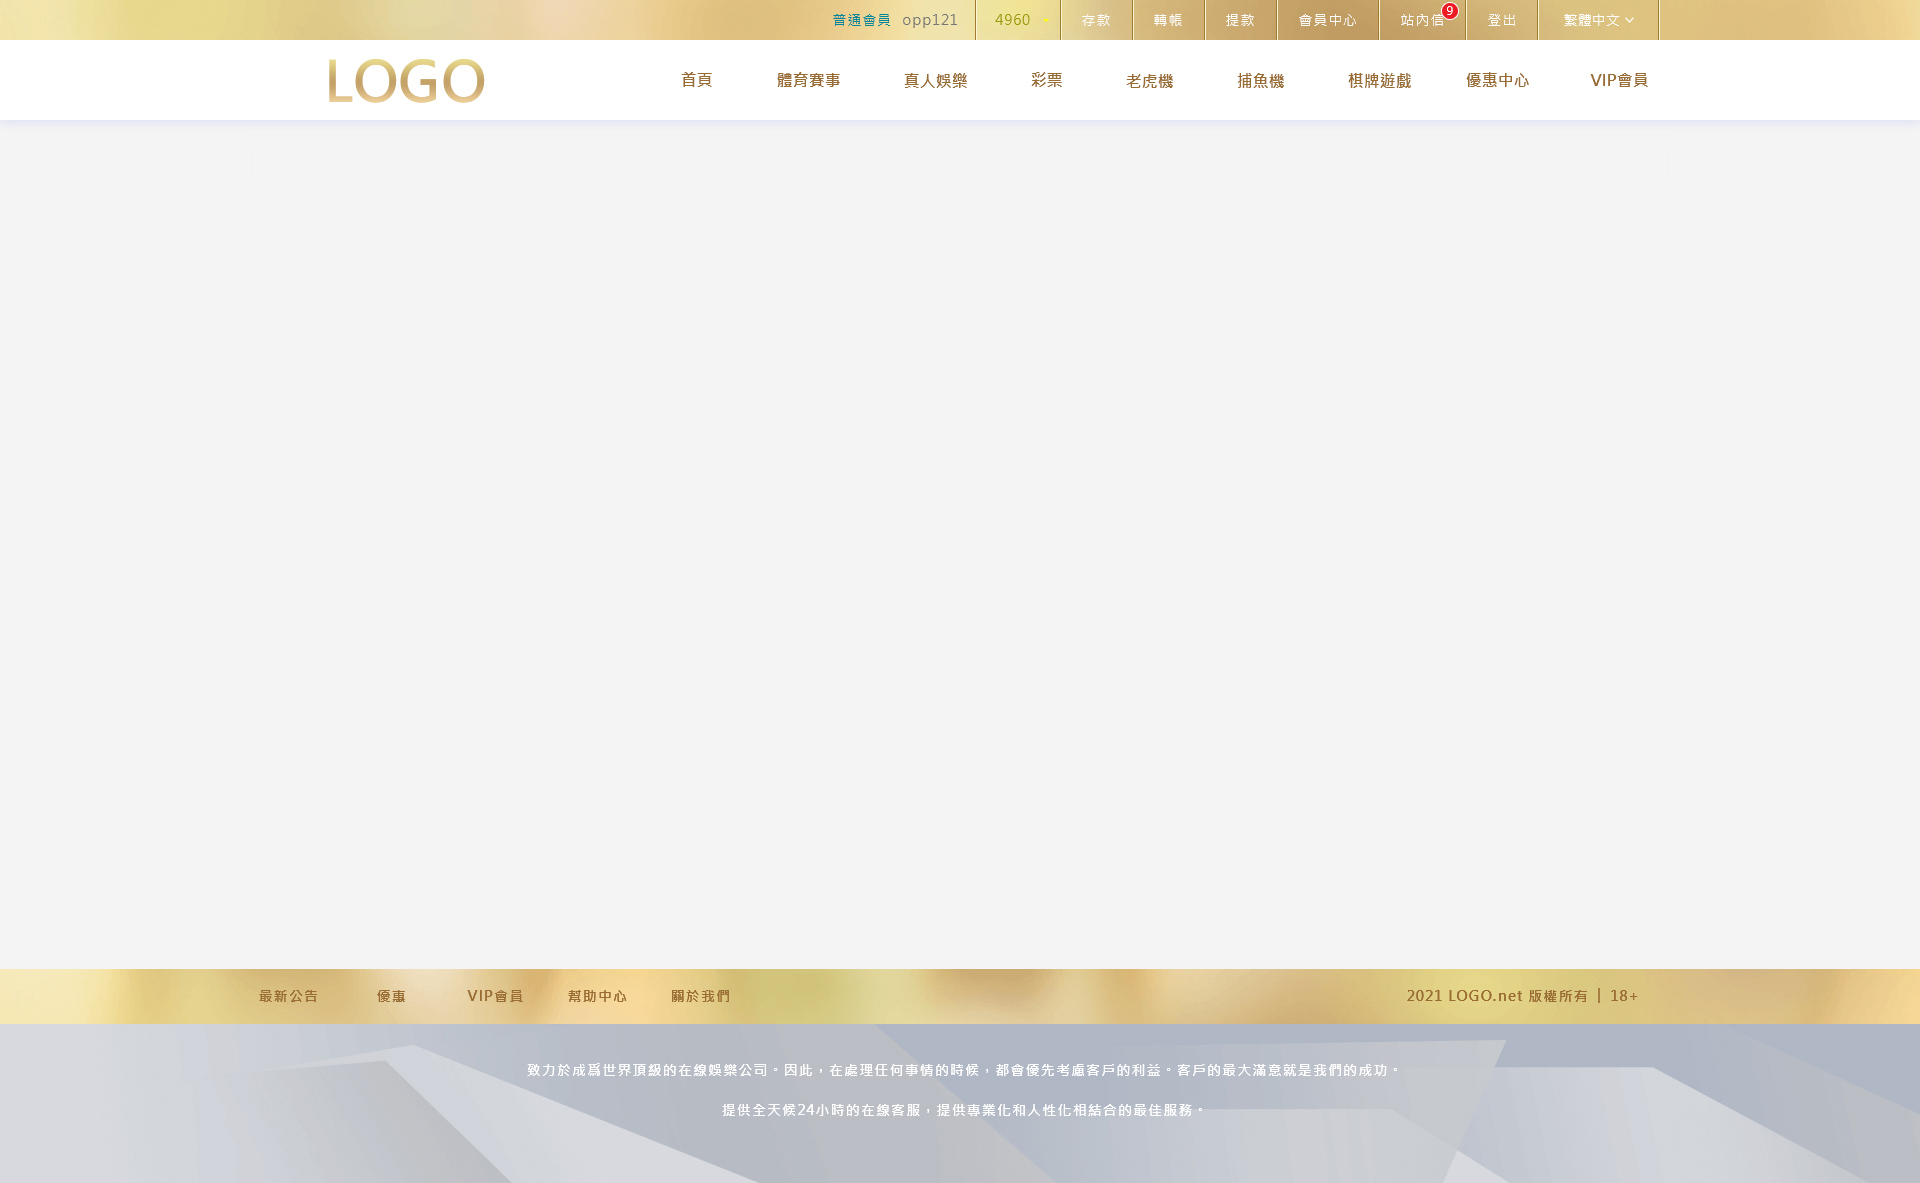 普通會員 opp121 4960 存款 轉帳 提款 會員中心 站內信 9 登出 繁體中文
LOGO 首頁 體育賽事 真人娛樂 彩票 老虎機 捕魚機 棋牌遊戲 優惠中心 VIP會員
最新公告 優惠 VIP會員 幫助中心 關於我們 2021 LOGO.net 版權所有 | 18+
致力於成爲世界頂級的在線娛樂公司。因此，在處理任何事情的時候，都會優先考慮客戶的利益。客戶的最大滿意就是我們的成功。
提供全天候24小時的在線客服，提供專業化和人性化相結合的最佳服務。